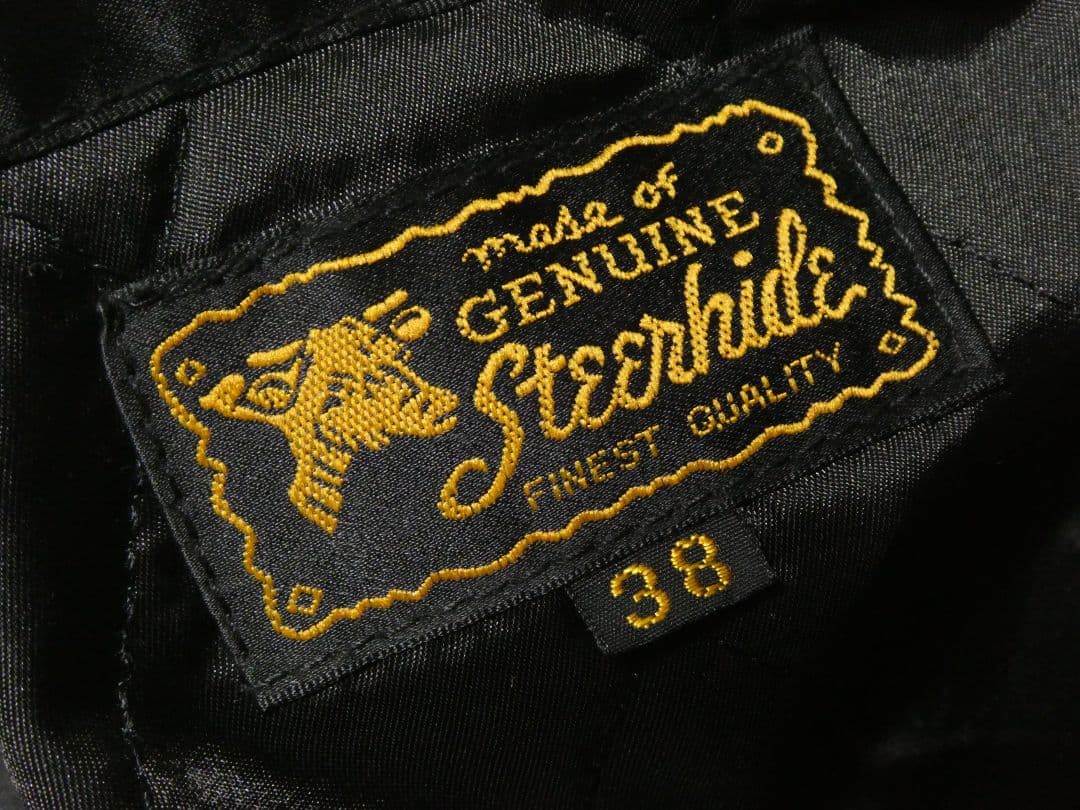 made of
GENUINE
Steerhide
FINEST QUALITY
38